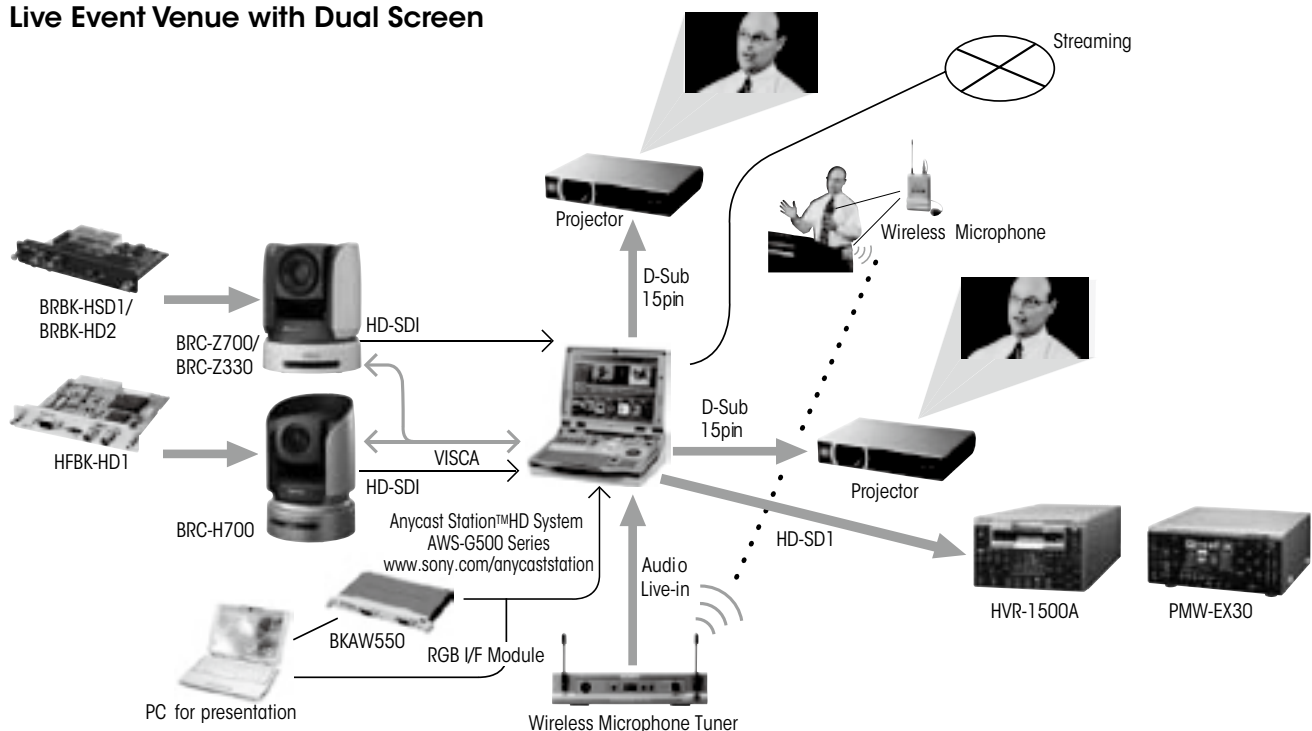 Live Event Venue with Dual Screen
Streaming
Projector
Wireless Microphone
D-Sub
15pin
BRBK-HSD1/
BRBK-HD2
BRC-Z700/
BRC-Z330
HD-SDI
HFBK-HD1
VISCA
HD-SDI
BRC-H700
D-Sub
15pin
Projector
HD-SD1
HVR-1500A
PMW-EX30
Anycast Station™HD System
AWS-G500 Series
www.sony.com/anycaststation
Audio
Live-in
BKAW550
RGB I/F Module
PC for presentation
Wireless Microphone Tuner